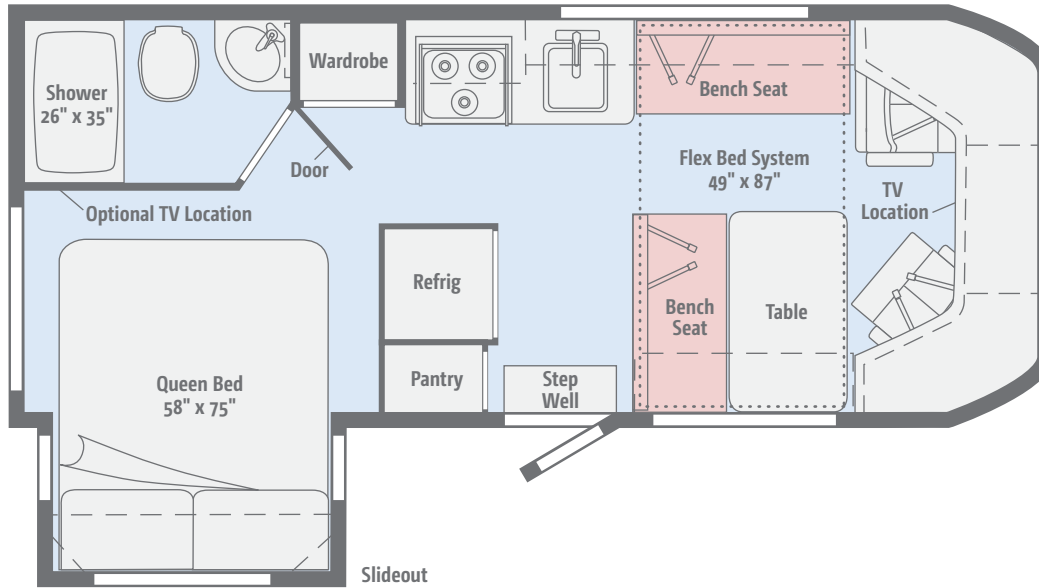 Shower
26" x 35"
Wardrobe
Bench Seat
Door
Flex Bed System
49" x 87"
TV
Location
Optional TV Location
Refrig
Bench
Seat
Table
Queen Bed
58" x 75"
Pantry
Step
Well
Slideout